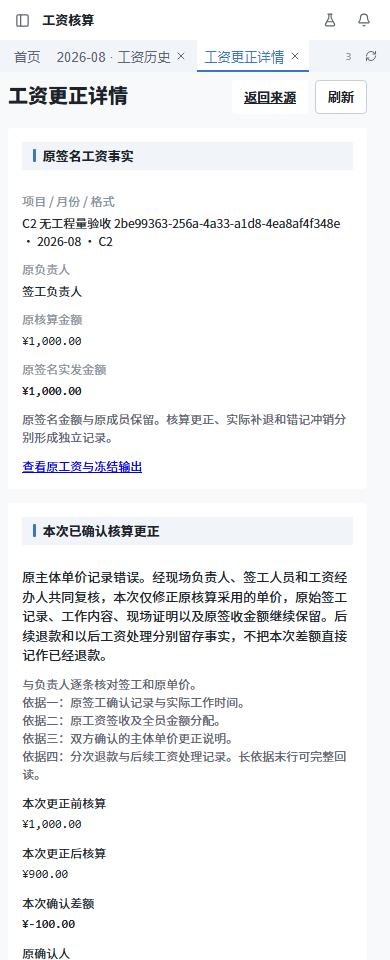 工资核算
首页
2026-08 · 工资历史 ×
工资更正详情 ×
3
工资更正详情
返回来源
刷新
原签名工资事实
项目 / 月份 / 格式
C2 无工程量验收 2be99363-256a-4a33-a1d8-4ea8af4f348e
· 2026-08 · C2
原负责人
签工负责人
原核算金额
¥1,000.00
原签名实发金额
¥1,000.00
原签名金额与原成员保留。核算更正、实际补退和错记冲销分
别形成独立记录。
查看原工资与冻结输出
本次已确认核算更正
原主体单价记录错误。经现场负责人、签工人员和工资经
办人共同复核，本次仅修正原核算采用的单价，原始签工
记录、工作内容、现场证明以及原签收金额继续保留。后
续退款和以后工资处理分别留存事实，不把本次差额直接
记作已经退款。
与负责人逐条核对签工和原单价。
依据一：原签工确认记录与实际工作时间。
依据二：原工资签收及全员金额分配。
依据三：双方确认的主体单价更正说明。
依据四：分次退款与后续工资处理记录。长依据末行可完整回
读。
本次更正前核算
¥1,000.00
本次更正后核算
¥900.00
本次确认差额
¥-100.00
原确认人